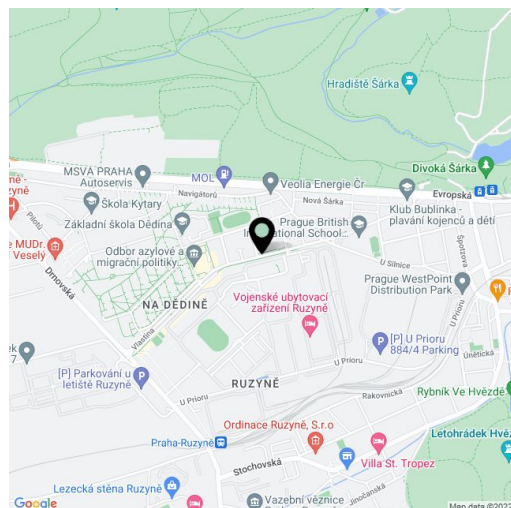 Hradiště Šárka
Divoká Šárka
MSVA PRAHA
Autoservis
MOL
Navigátorů
Veolia Energie Čr
Nová Šárka
Evropská
Škola Kytary
Klub Bublinka -
plavání kojenců a dětí
Pilotů
Základní škola Dědina
Prague British
International School...
MUDr.
Veselý
Odbor azylové a
migrační politiky...
U Silnice
Špotzova
Drnovská
Prague WestPoint
Distribution Park
NA DĚDINĚ
Vojenské ubytovací
zařízení Ruzyně
Vlastina
U Prioru
[P] U Prioru
884/4 Parking
[P] Parkování u
letiště Ruzyně
U Prioru
Únětická
RUZYNĚ
U Prioru
Rakovnická
Rybník Ve Hvězdě
Ordinace Ruzyně, S.r.o
Praha-Ruzyně
Letohrádek Hvě
Stochovská
Villa St. Tropez
Lezecká stěna Ruzyně
Jinočanská
Vazební věznice
Google
Map data ©202